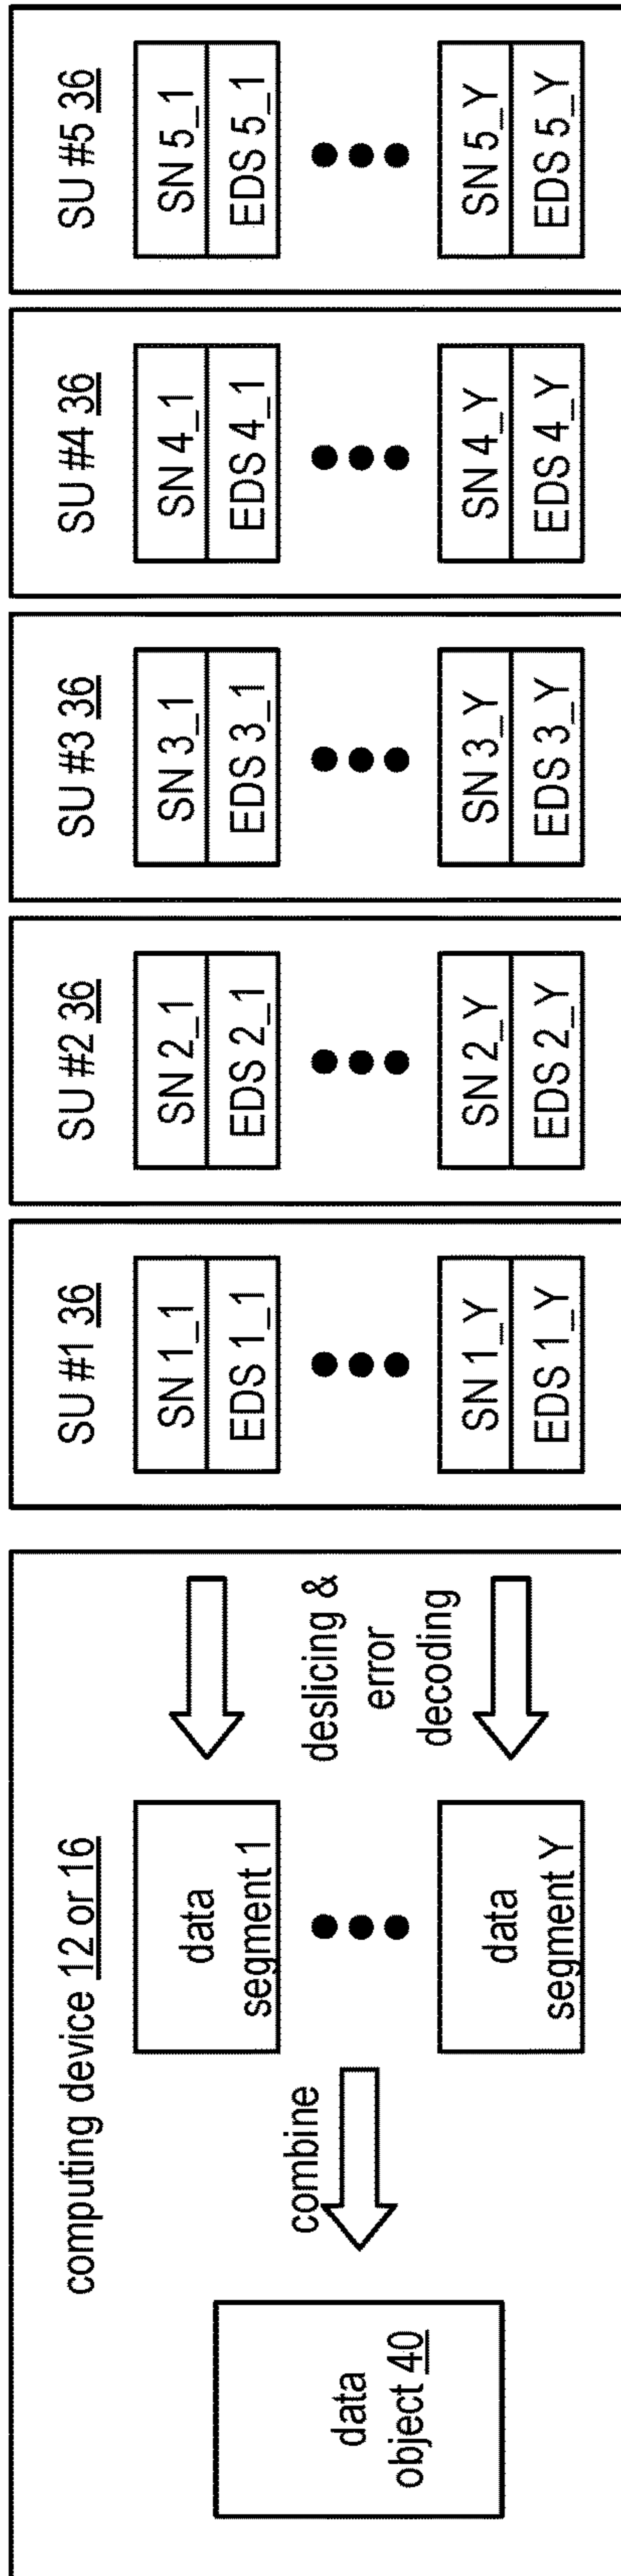 computing device 12 or 16
data
object 40
combine
data
segment 1
data
segment Y
deslicing &
error
decoding
SU #1 36
SN 1_1
EDS 1_1
SN 1_Y
EDS 1_Y
SU #2 36
SN 2_1
EDS 2_1
SN 2_Y
EDS 2_Y
SU #3 36
SN 3_1
EDS 3_1
SN 3_Y
EDS 3_Y
SU #4 36
SN 4_1
EDS 4_1
SN 4_Y
EDS 4_Y
SU #5 36
SN 5_1
EDS 5_1
SN 5_Y
EDS 5_Y